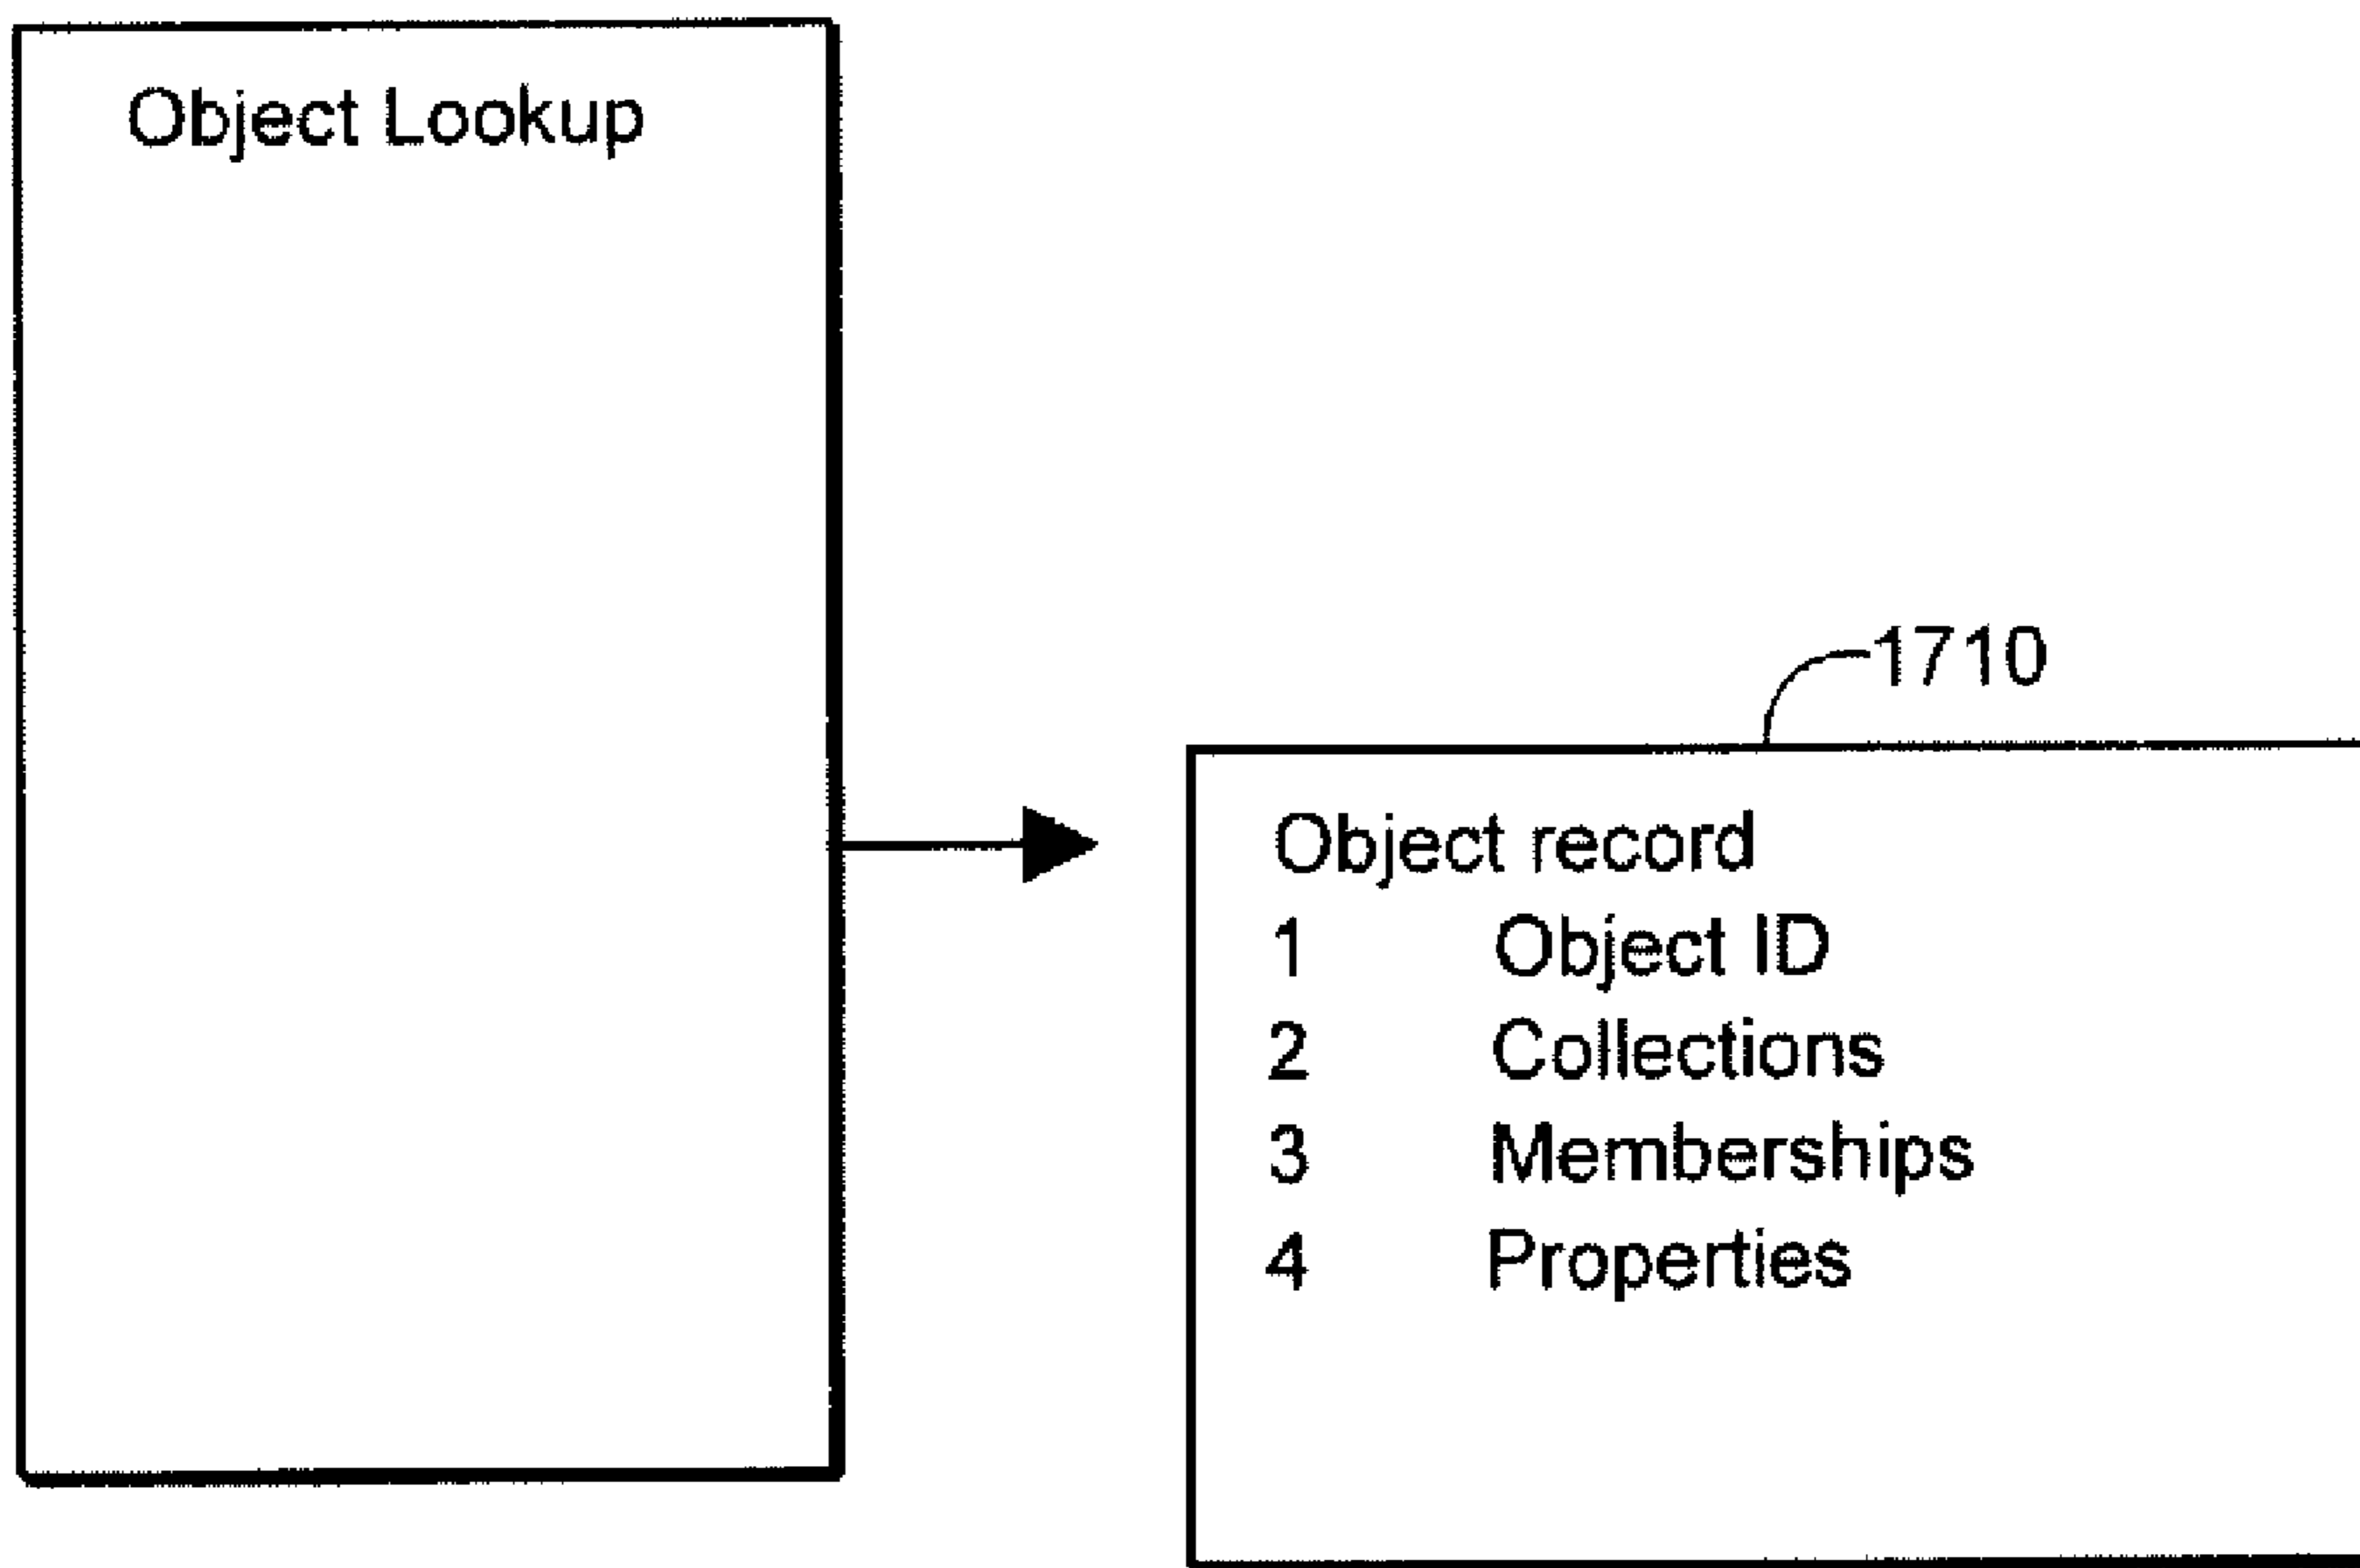 Object Lookup
1710
Object record
1 Object ID
2 Collections
3 Memberships
4 Properties